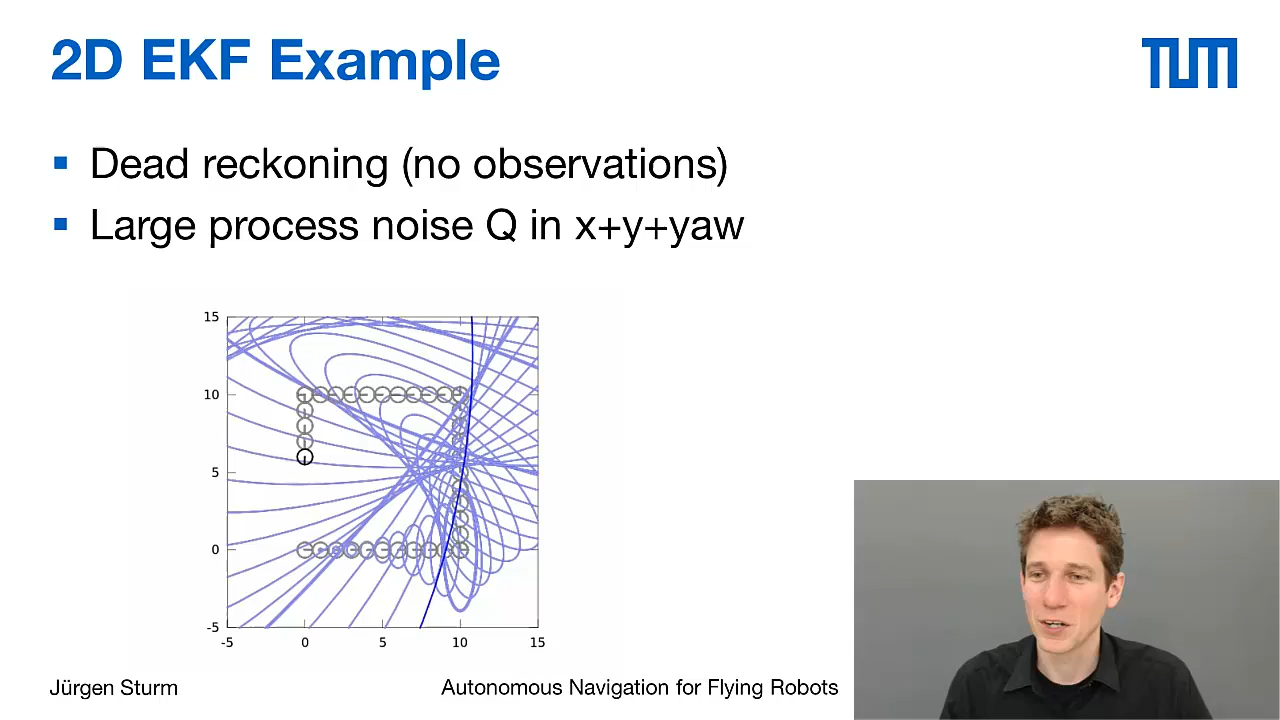 2D EKF Example
TUM
Dead reckoning (no observations)
Large process noise Q in x+y+yaw
15
10
5
0
-5
-5
0
5
10
15
Jürgen Sturm
Autonomous Navigation for Flying Robots